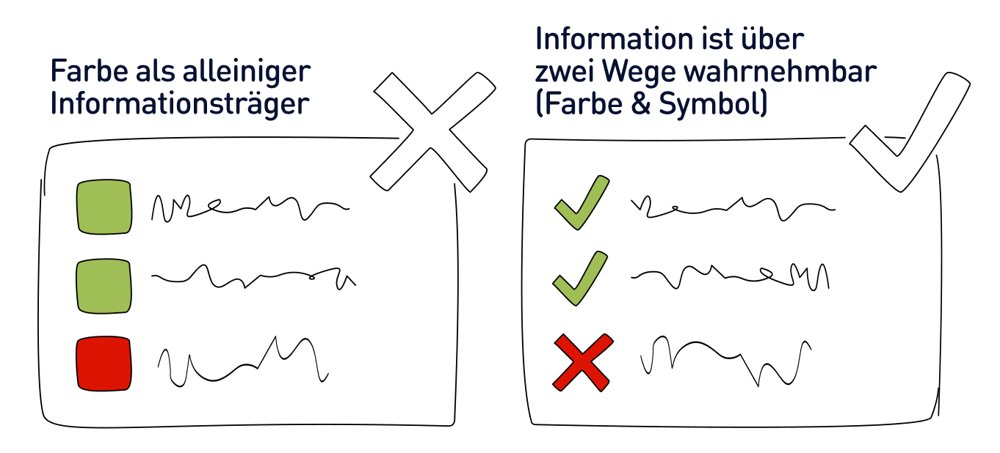 Farbe als alleiniger
Informationsträger
Information ist über
zwei Wege wahrnehmbar
(Farbe & Symbol)